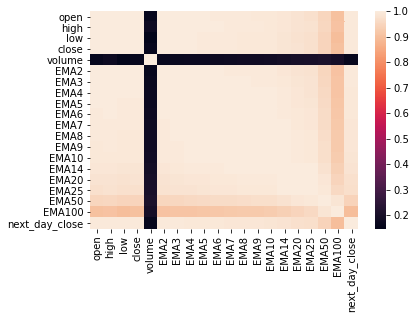 open
high
low
close
volume
EMA2
EMA3
EMA4
EMA5
EMA6
EMA7
EMA8
EMA9
EMA10
EMA14
EMA20
EMA25
EMA50
EMA100
next_day_close
open
high
low
close
volume
EMA2
EMA3
EMA4
EMA5
EMA6
EMA7
EMA8
EMA9
EMA10
EMA14
EMA20
EMA25
EMA50
EMA100
next_day_close
1.0
0.9
0.8
0.7
0.6
0.5
0.4
0.3
0.2